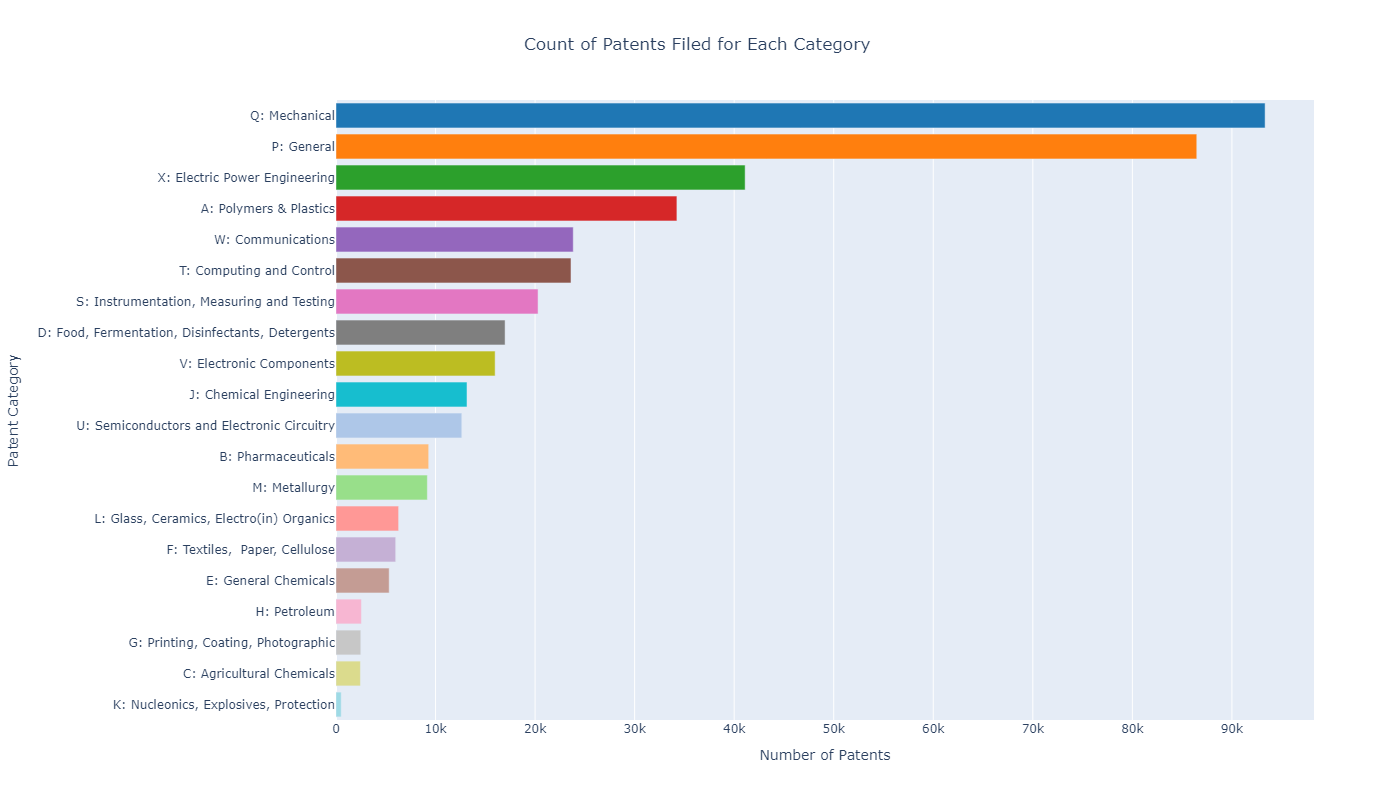 Count of Patents Filed for Each Category
Patent Category
Q: Mechanical
P: General
X: Electric Power Engineering
A: Polymers & Plastics
W: Communications
T: Computing and Control
S: Instrumentation, Measuring and Testing
D: Food, Fermentation, Disinfectants, Detergents
V: Electronic Components
J: Chemical Engineering
U: Semiconductors and Electronic Circuitry
B: Pharmaceuticals
M: Metallurgy
L: Glass, Ceramics, Electro(in) Organics
F: Textiles,  Paper, Cellulose
E: General Chemicals
H: Petroleum
G: Printing, Coating, Photographic
C: Agricultural Chemicals
K: Nucleonics, Explosives, Protection
0 10k 20k 30k 40k 50k 60k 70k 80k 90k
Number of Patents